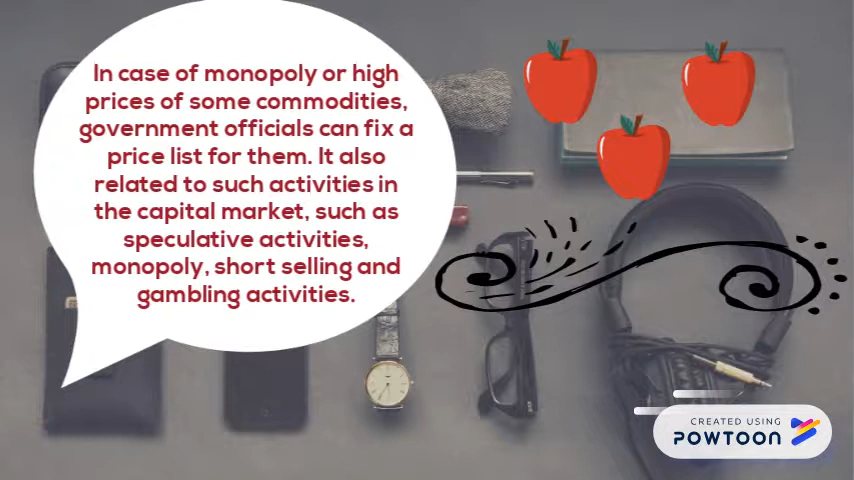 In case of monopoly or high
prices of some commodities,
government officials can fix a
price list for them. It also
related to such activities in
the capital market, such as
speculative activities,
monopoly, short selling and
gambling activities.
CREATED USING
POWTOON